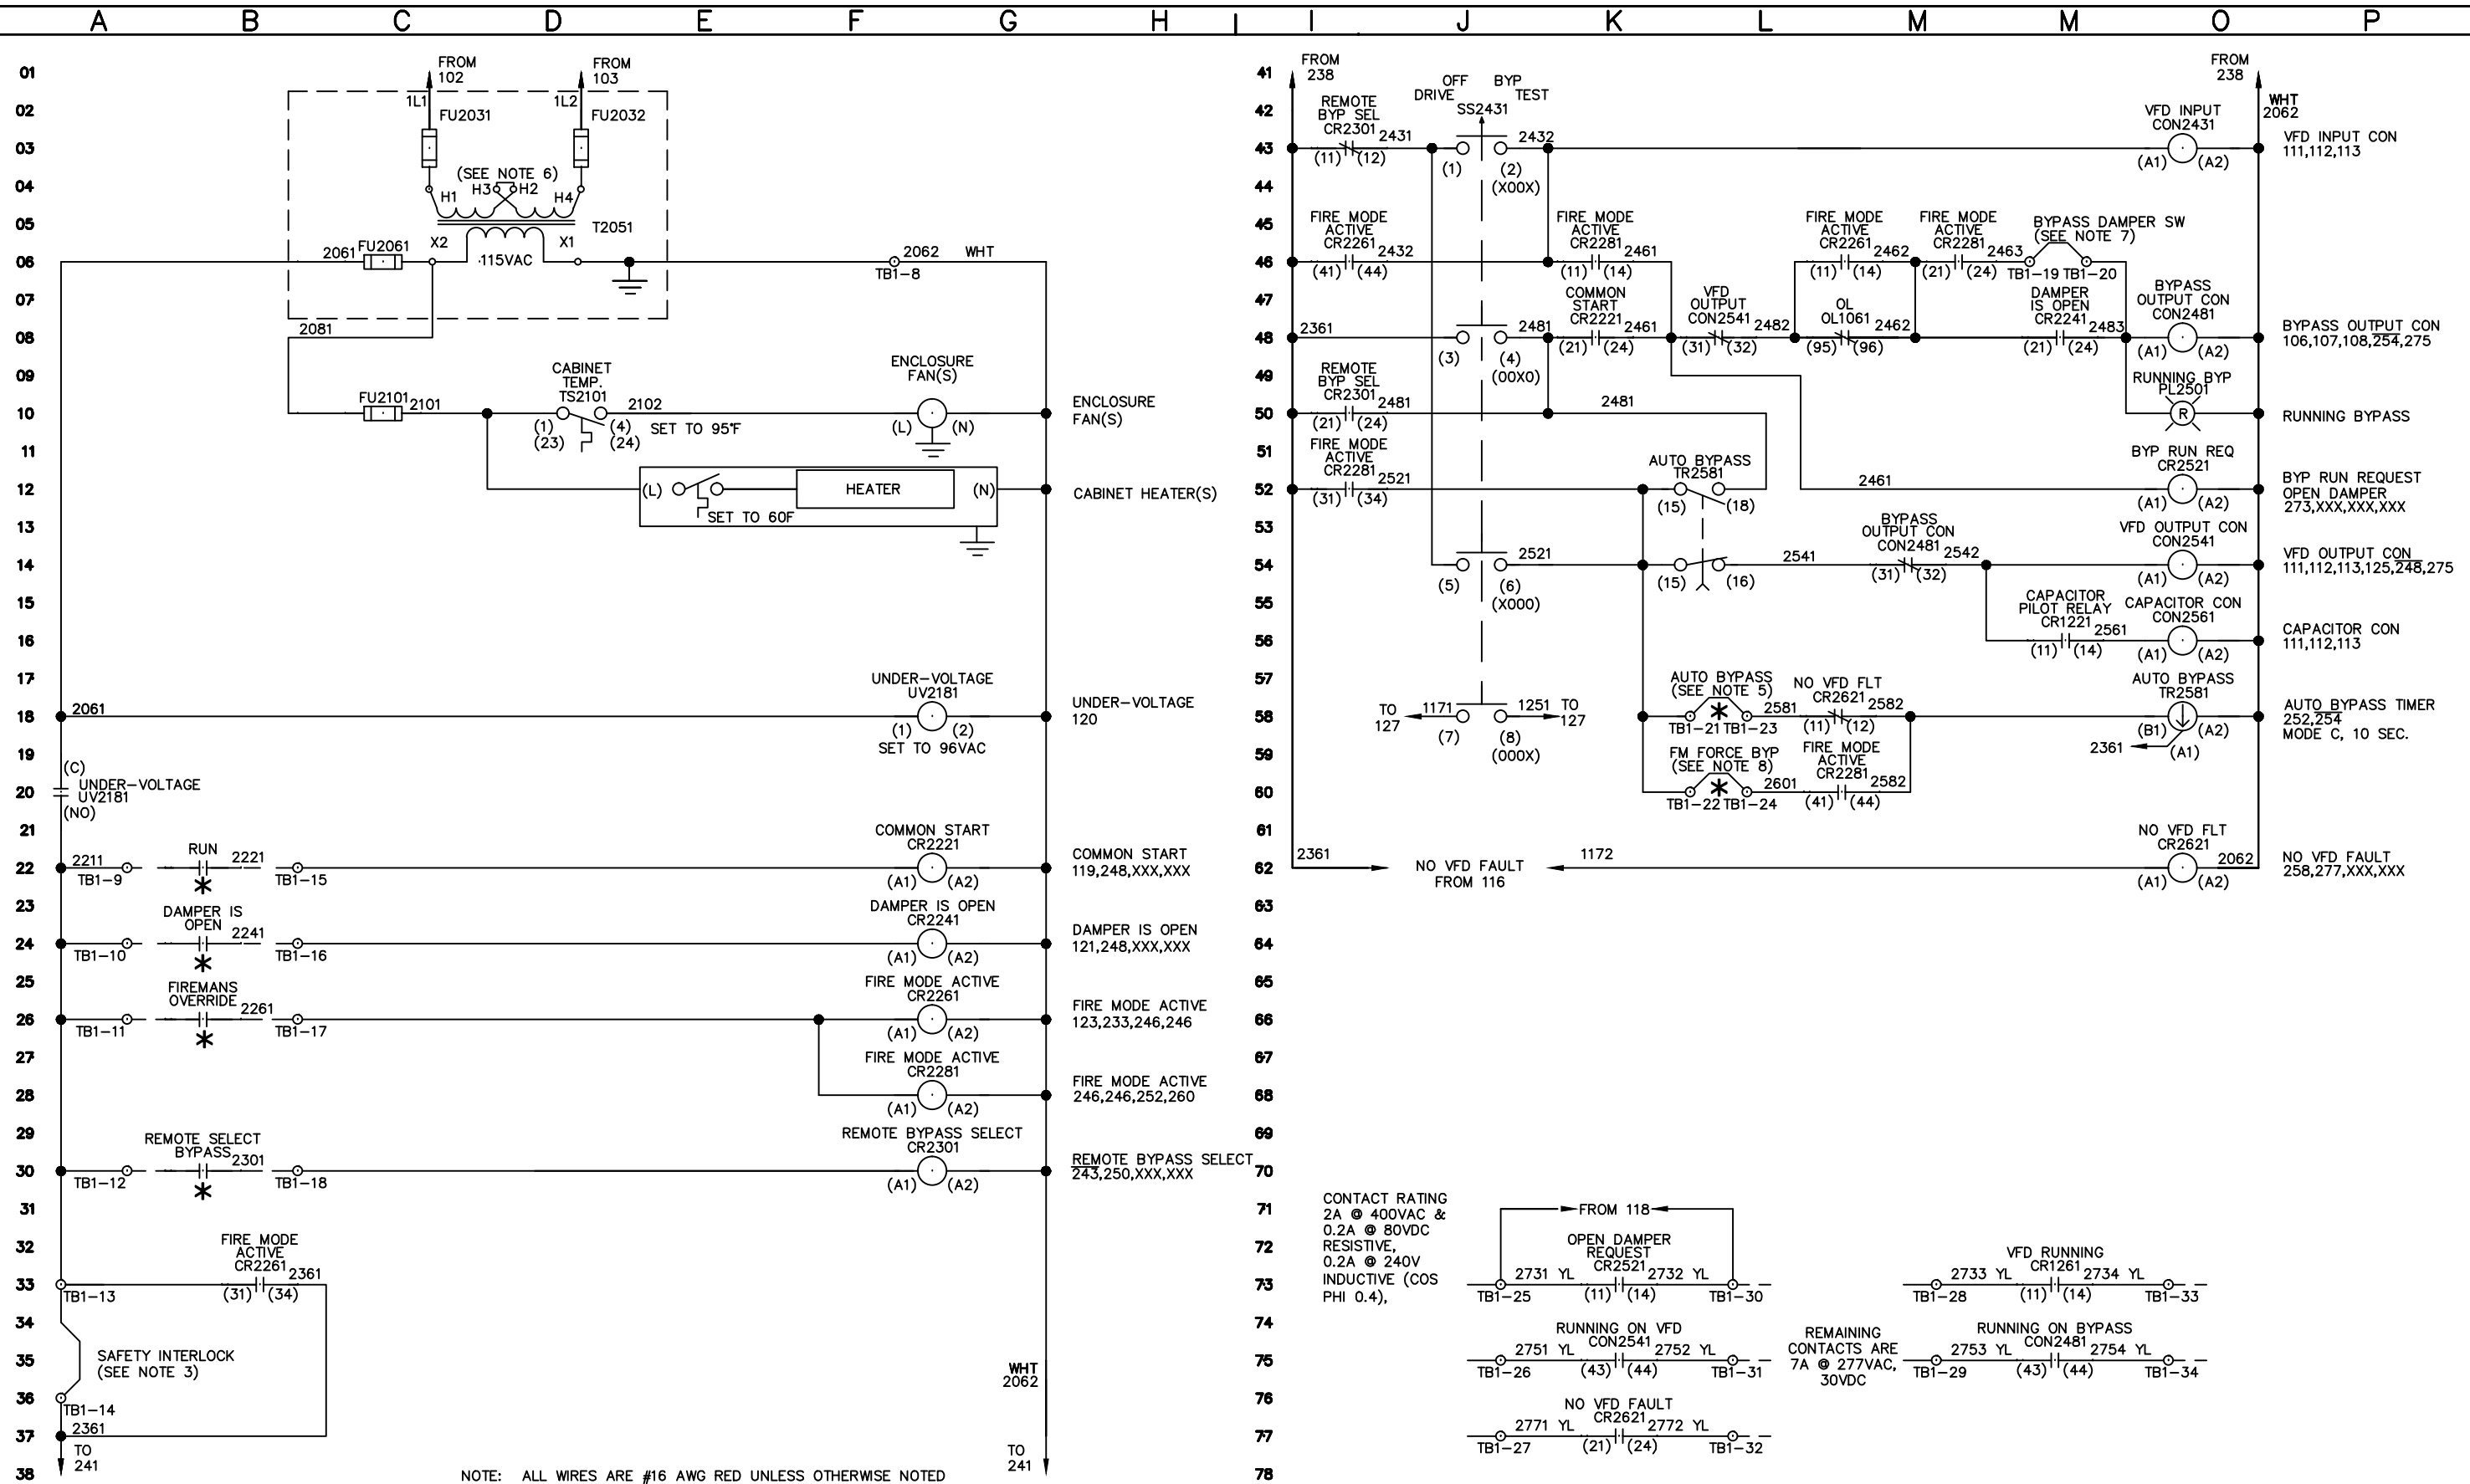 A B C D E F G H I J K L M M O P
01
02
03
04
05
06
07
08
09
10
11
12
13
14
15
16
17
18
19
20
21
22
23
24
25
26
27
28
29
30
31
32
33
34
35
36
37
38
FROM
102
FROM
103
1L1
1L2
FU2031
FU2032
(SEE NOTE 6)
H1 H3 H2 H4
T2051
2061 FU2061 X2 X1
115VAC
2062 WHT
TB1-8
2081
ENCLOSURE
FAN(S)
CABINET
TEMP.
TS2101
FU2101 2101
2102
(1) (4) SET TO 95°F
(23) (24)
(L) (N)
ENCLOSURE
FAN(S)
(L) HEATER (N)
SET TO 60F
CABINET HEATER(S)
UNDER-VOLTAGE
UV2181
2061
(1) (2)
SET TO 96VAC
UNDER-VOLTAGE
120
(C)
UNDER-VOLTAGE
UV2181
(NO)
COMMON START
CR2221
RUN
2211 2221
TB1-9 * TB1-15
(A1) (A2)
COMMON START
119,248,XXX,XXX
DAMPER IS
OPEN
2241
TB1-10 * TB1-16
DAMPER IS OPEN
CR2241
(A1) (A2)
DAMPER IS OPEN
121,248,XXX,XXX
FIREMANS
OVERRIDE
2261
TB1-11 * TB1-17
FIRE MODE ACTIVE
CR2261
(A1) (A2)
FIRE MODE ACTIVE
123,233,246,246
FIRE MODE ACTIVE
CR2281
(A1) (A2)
FIRE MODE ACTIVE
246,246,252,260
REMOTE SELECT
BYPASS
2301
TB1-12 * TB1-18
REMOTE BYPASS SELECT
CR2301
(A1) (A2)
REMOTE BYPASS SELECT
243,250,XXX,XXX
FIRE MODE
ACTIVE
CR2261
2361
TB1-13 (31) (34)
SAFETY INTERLOCK
(SEE NOTE 3)
TB1-14
2361
TO
241
WHT
2062
TO
241
NOTE: ALL WIRES ARE #16 AWG RED UNLESS OTHERWISE NOTED
41
42
43
44
45
46
47
48
49
50
51
52
53
54
55
56
57
58
59
60
61
62
63
64
65
66
67
68
69
70
71
72
73
74
75
76
77
78
FROM
238
FROM
238
WHT
2062
OFF BYP
DRIVE TEST
SS2431
REMOTE
BYP SEL
CR2301
2431
(11) (12)
2432
(1) (2)
(X00X)
VFD INPUT
CON2431
(A1) (A2)
VFD INPUT CON
111,112,113
FIRE MODE
ACTIVE
CR2261
2432
(41) (44)
FIRE MODE
ACTIVE
CR2281
2461
(11) (14)
FIRE MODE
ACTIVE
CR2261
2462
(11) (14)
FIRE MODE
ACTIVE
CR2281
2463
(21) (24)
BYPASS DAMPER SW
(SEE NOTE 7)
TB1-19 TB1-20
2361
2481
(3) (4)
(00X0)
COMMON
START
CR2221
2461
(21) (24)
VFD
OUTPUT
CON2541
2482
(31) (32)
OL
OL1061
2462
(95) (96)
DAMPER
IS OPEN
CR2241
2483
(21) (24)
BYPASS
OUTPUT CON
CON2481
(A1) (A2)
BYPASS OUTPUT CON
106,107,108,254,275
REMOTE
BYP SEL
CR2301
2481
(21) (24)
2481
RUNNING BYP
PL2501
R
RUNNING BYPASS
FIRE MODE
ACTIVE
CR2281
2521
(31) (34)
AUTO BYPASS
TR2581
(15) (18)
2461
BYP RUN REQ
CR2521
(A1) (A2)
BYP RUN REQUEST
OPEN DAMPER
273,XXX,XXX,XXX
2521
(5) (6)
(X000)
(15) (16)
2541
BYPASS
OUTPUT CON
CON2481
2542
(31) (32)
VFD OUTPUT CON
CON2541
(A1) (A2)
VFD OUTPUT CON
111,112,113,125,248,275
CAPACITOR
PILOT RELAY
CR1221
2561
(11) (14)
CAPACITOR CON
CON2561
(A1) (A2)
CAPACITOR CON
111,112,113
TO
127
1171
1251
TO
127
(7) (8)
(000X)
AUTO BYPASS
(SEE NOTE 5)
*
TB1-21 TB1-23
2581
NO VFD FLT
CR2621
2582
(11) (12)
AUTO BYPASS
TR2581
(B1) (A2)
2361 (A1)
AUTO BYPASS TIMER
252,254
MODE C, 10 SEC.
FM FORCE BYP
(SEE NOTE 8)
*
TB1-22 TB1-24
2601
FIRE MODE
ACTIVE
CR2281
2582
(41) (44)
2361
NO VFD FAULT
FROM 116
1172
NO VFD FLT
CR2621
2062
(A1) (A2)
NO VFD FAULT
258,277,XXX,XXX
CONTACT RATING
2A @ 400VAC &
0.2A @ 80VDC
RESISTIVE,
0.2A @ 240V
INDUCTIVE (COS
PHI 0.4),
FROM 118
OPEN DAMPER
REQUEST
CR2521
2731 YL 2732 YL
TB1-25 (11) (14) TB1-30
VFD RUNNING
CR1261
2733 YL 2734 YL
TB1-28 (11) (14) TB1-33
RUNNING ON VFD
CON2541
2751 YL 2752 YL
TB1-26 (43) (44) TB1-31
REMAINING
CONTACTS ARE
7A @ 277VAC,
30VDC
RUNNING ON BYPASS
CON2481
2753 YL 2754 YL
TB1-29 (43) (44) TB1-34
NO VFD FAULT
CR2621
2771 YL 2772 YL
TB1-27 (21) (24) TB1-32